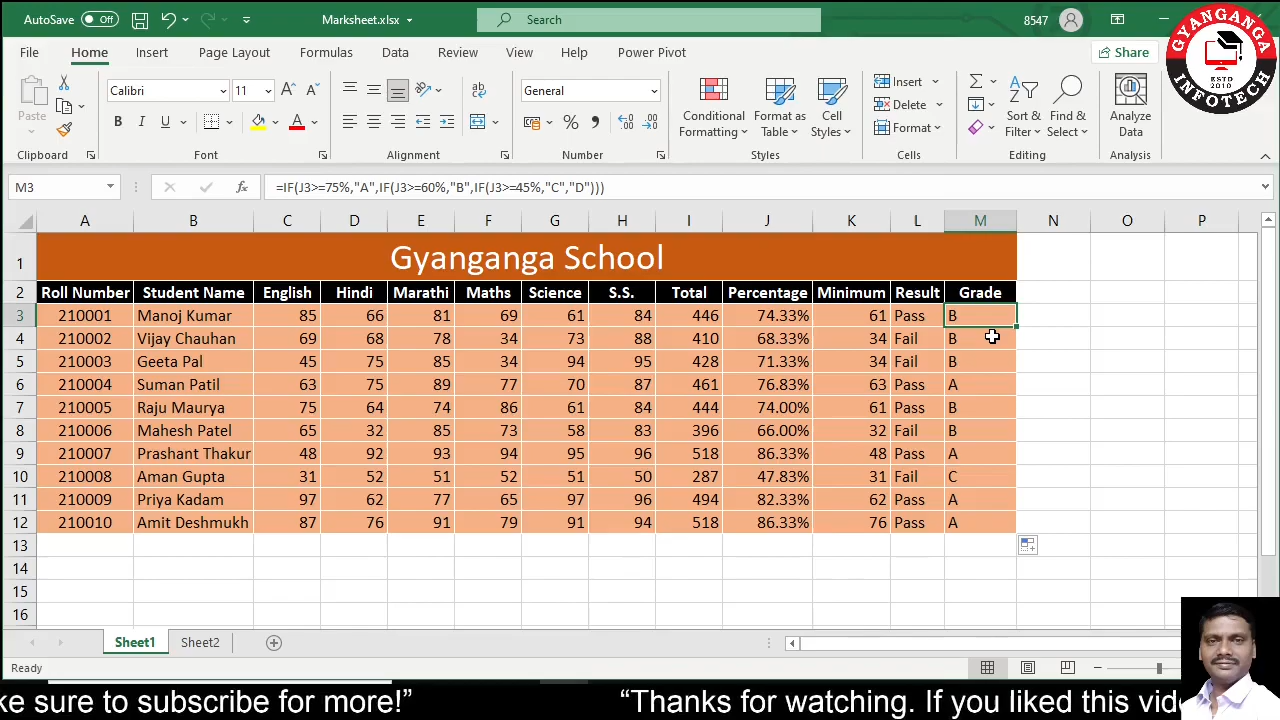 AutoSave Off Marksheet.xlsx Search 8547
File Home Insert Page Layout Formulas Data Review View Help Power Pivot Share
GYANGANGA INFOTECH
ESTD
2010
Calibri 11 General Insert
Paste B I U A Conditional Formatting Format as Table Cell Styles Delete Format Sort & Filter Find & Select Analyze Data
Clipboard Font Alignment Number Styles Cells Editing Analysis
M3 fx =IF(J3>=75%,"A",IF(J3>=60%,"B",IF(J3>=45%,"C","D")))
A B C D E F G H I J K L M N O P
1 Gyanganga School
2 Roll Number Student Name English Hindi Marathi Maths Science S.S. Total Percentage Minimum Result Grade
3 210001 Manoj Kumar 85 66 81 69 61 84 446 74.33% 61 Pass B
4 210002 Vijay Chauhan 69 68 78 34 73 88 410 68.33% 34 Fail B
5 210003 Geeta Pal 45 75 85 34 94 95 428 71.33% 34 Fail B
6 210004 Suman Patil 63 75 89 77 70 87 461 76.83% 63 Pass A
7 210005 Raju Maurya 75 64 74 86 61 84 444 74.00% 61 Pass B
8 210006 Mahesh Patel 65 32 85 73 58 83 396 66.00% 32 Fail B
9 210007 Prashant Thakur 48 92 93 94 95 96 518 86.33% 48 Pass A
10 210008 Aman Gupta 31 52 51 52 51 50 287 47.83% 31 Fail C
11 210009 Priya Kadam 97 62 77 65 97 96 494 82.33% 62 Pass A
12 210010 Amit Deshmukh 87 76 91 79 91 94 518 86.33% 76 Pass A
13
14
15
16
Sheet1 Sheet2
Ready
ke sure to subscribe for more!” “Thanks for watching. If you liked this vid